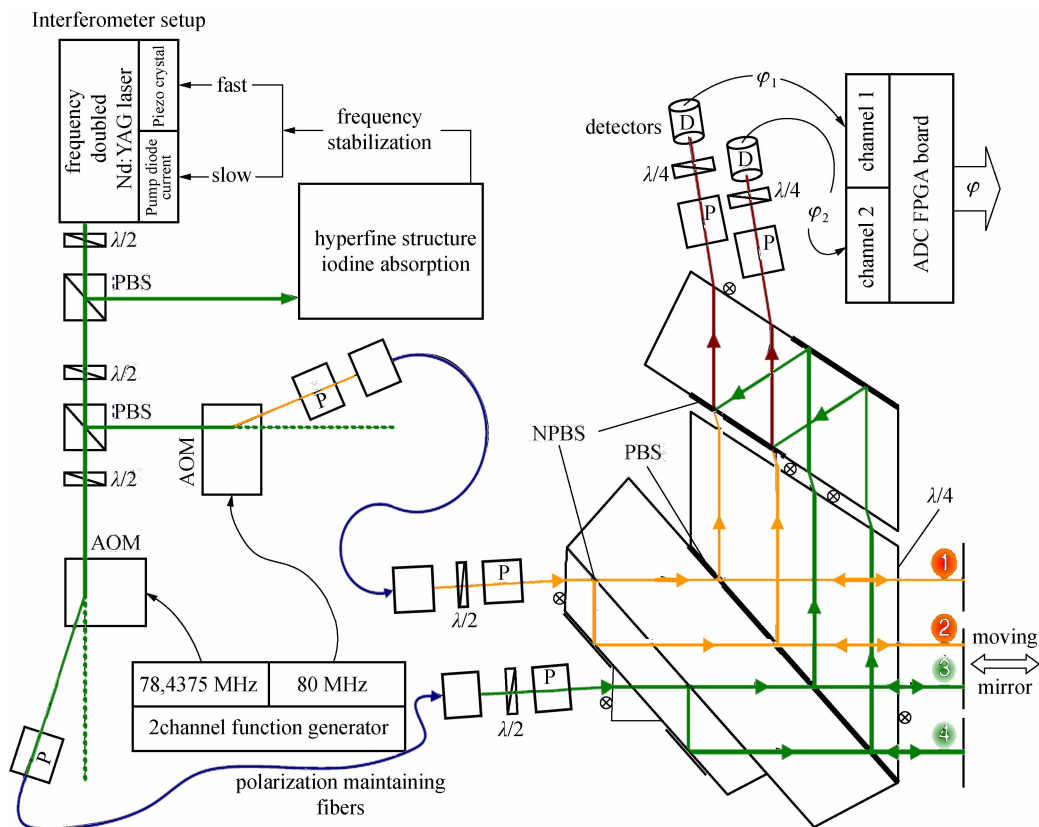 Interferometer setup
frequency
doubled
Nd:YAG laser
Piezo crystal
Pump diode
current
fast
slow
frequency
stabilization
hyperfine structure
iodine absorption
λ/2
PBS
λ/2
PBS
λ/2
AOM
AOM
P
P
78,4375 MHz
80 MHz
2channel function generator
polarization maintaining
fibers
λ/2
P
λ/2
P
NPBS
PBS
λ/4
1
2
3
4
moving
mirror
detectors
D
D
λ/4
λ/4
P
P
φ1
φ2
channel 1
channel 2
ADC FPGA board
φ